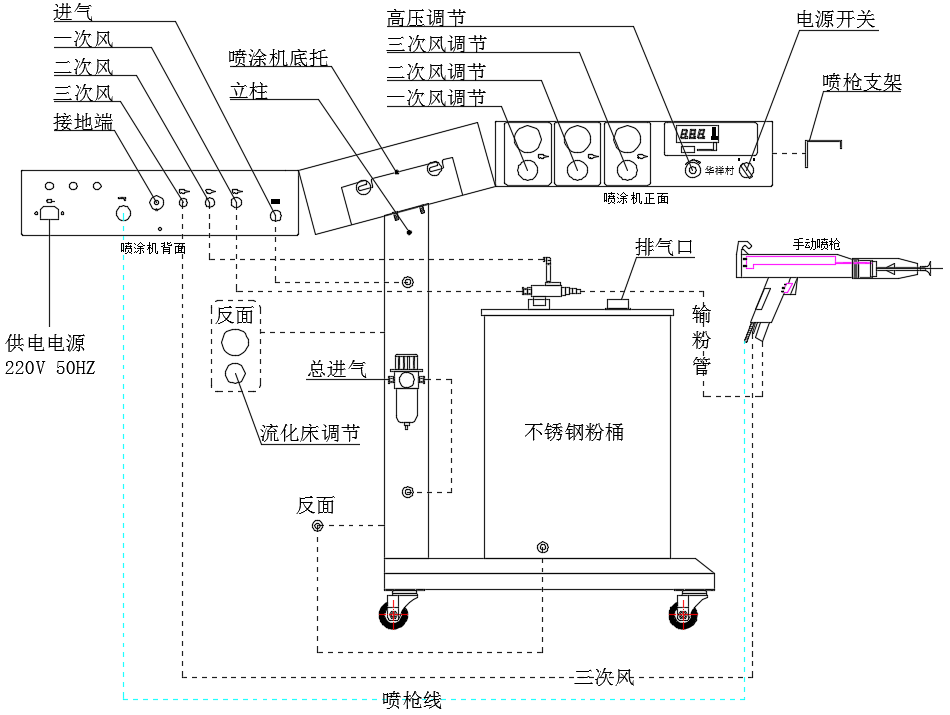 进气
一次风
二次风
三次风
接地端
喷涂机底托
立柱
高压调节
三次风调节
二次风调节
一次风调节
电源开关
喷枪支架
华祥村
喷涂机正面
喷涂机背面
手动喷枪
排气口
反面
供电电源
220V 50HZ
输粉管
总进气
流化床调节
不锈钢粉桶
反面
三次风
喷枪线